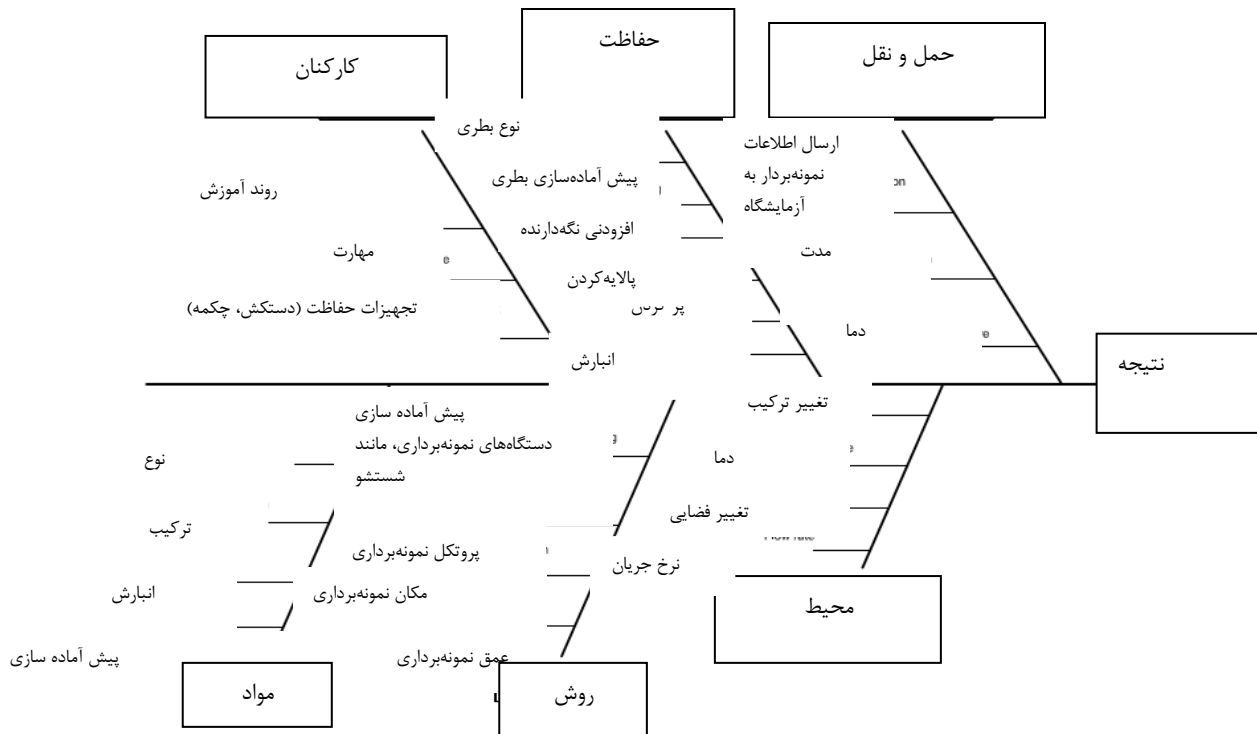 کارکنان
حفاظت
حمل و نقل
نوع بطری
ارسال اطلاعات
نمونه‌بردار به
آزمایشگاه
on
پیش آماده‌سازی بطری
روند آموزش
افزودنی نگه‌دارنده
مهارت
مدت
پالایه‌کردن
تجهیزات حفاظت (دستکش، چکمه)
پر کردن
دما
انبارش
نتیجه
تغییر ترکیب
پیش آماده سازی
دستگاه‌های نمونه‌برداری، مانند
شستشو
نوع
دما
ترکیب
تغییر فضایی
پروتکل نمونه‌برداری
نرخ جریان
انبارش
مکان نمونه‌برداری
محیط
پیش آماده سازی
عمق نمونه‌برداری
مواد
روش